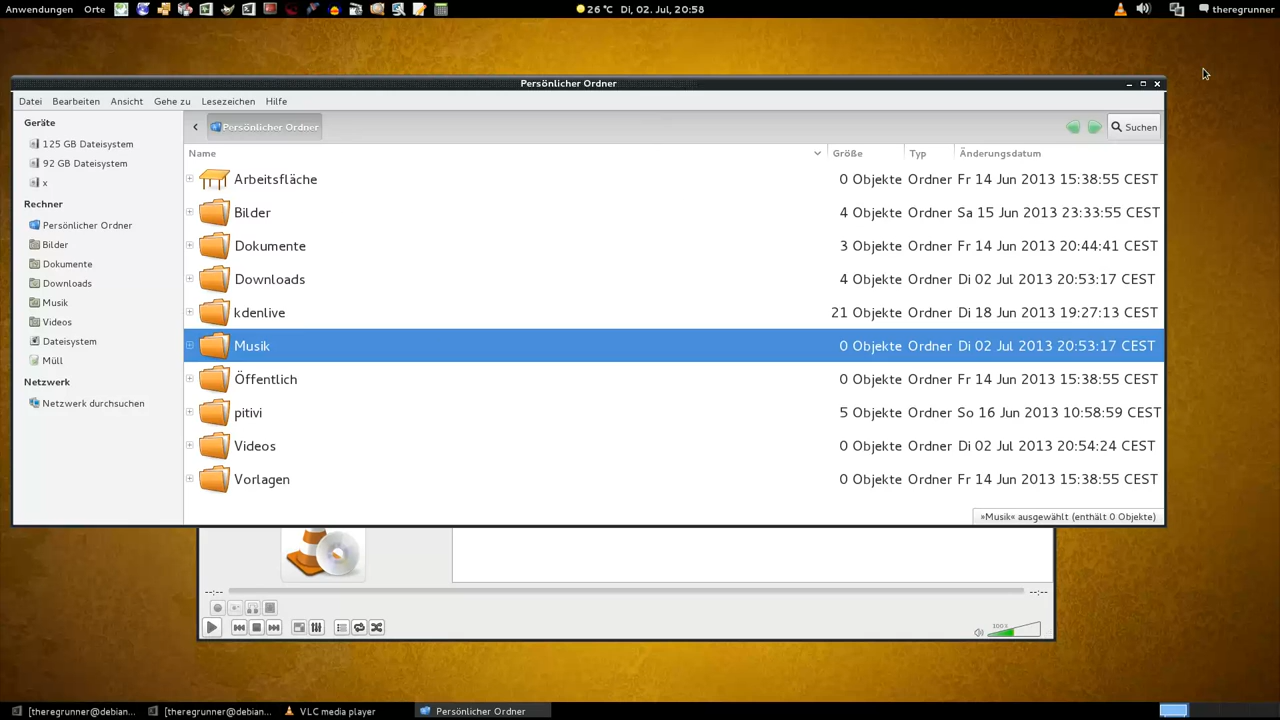 Anwendungen Orte 26 °C Di, 02. Jul, 20:58 theregrunner
Persönlicher Ordner
Datei Bearbeiten Ansicht Gehe zu Lesezeichen Hilfe
Geräte
125 GB Dateisystem
92 GB Dateisystem
x
Rechner
Persönlicher Ordner
Bilder
Dokumente
Downloads
Musik
Videos
Dateisystem
Müll
Netzwerk
Netzwerk durchsuchen
Persönlicher Ordner Suchen
Name Größe Typ Änderungsdatum
Arbeitsfläche 0 Objekte Ordner Fr 14 Jun 2013 15:38:55 CEST
Bilder 4 Objekte Ordner Sa 15 Jun 2013 23:33:55 CEST
Dokumente 3 Objekte Ordner Fr 14 Jun 2013 20:44:41 CEST
Downloads 4 Objekte Ordner Di 02 Jul 2013 20:53:17 CEST
kdenlive 21 Objekte Ordner Di 18 Jun 2013 19:27:13 CEST
Musik 0 Objekte Ordner Di 02 Jul 2013 20:53:17 CEST
Öffentlich 0 Objekte Ordner Fr 14 Jun 2013 15:38:55 CEST
pitivi 5 Objekte Ordner So 16 Jun 2013 10:58:59 CEST
Videos 0 Objekte Ordner Di 02 Jul 2013 20:54:24 CEST
Vorlagen 0 Objekte Ordner Fr 14 Jun 2013 15:38:55 CEST
»Musik« ausgewählt (enthält 0 Objekte)
--:-- --:--
100%
[theregrunner@debian... [theregrunner@debian... VLC media player Persönlicher Ordner